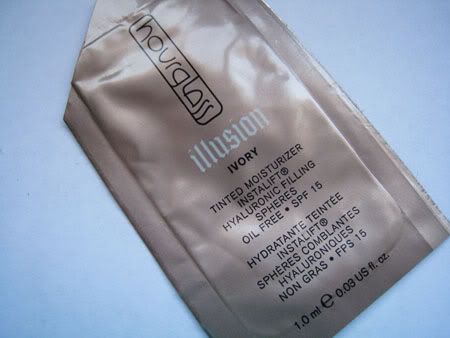 hourglass
illusion
IVORY
TINTED MOISTURIZER
INSTALIFT®
HYALURONIC FILLING
SPHERES
OIL FREE • SPF 15
HYDRATANTE TEINTÉE
INSTALIFT®
SPHÈRES COMBLANTES
HYALURONIQUES
NON GRAS • FPS 15
1.0 ml e 0.03 US fl. oz.